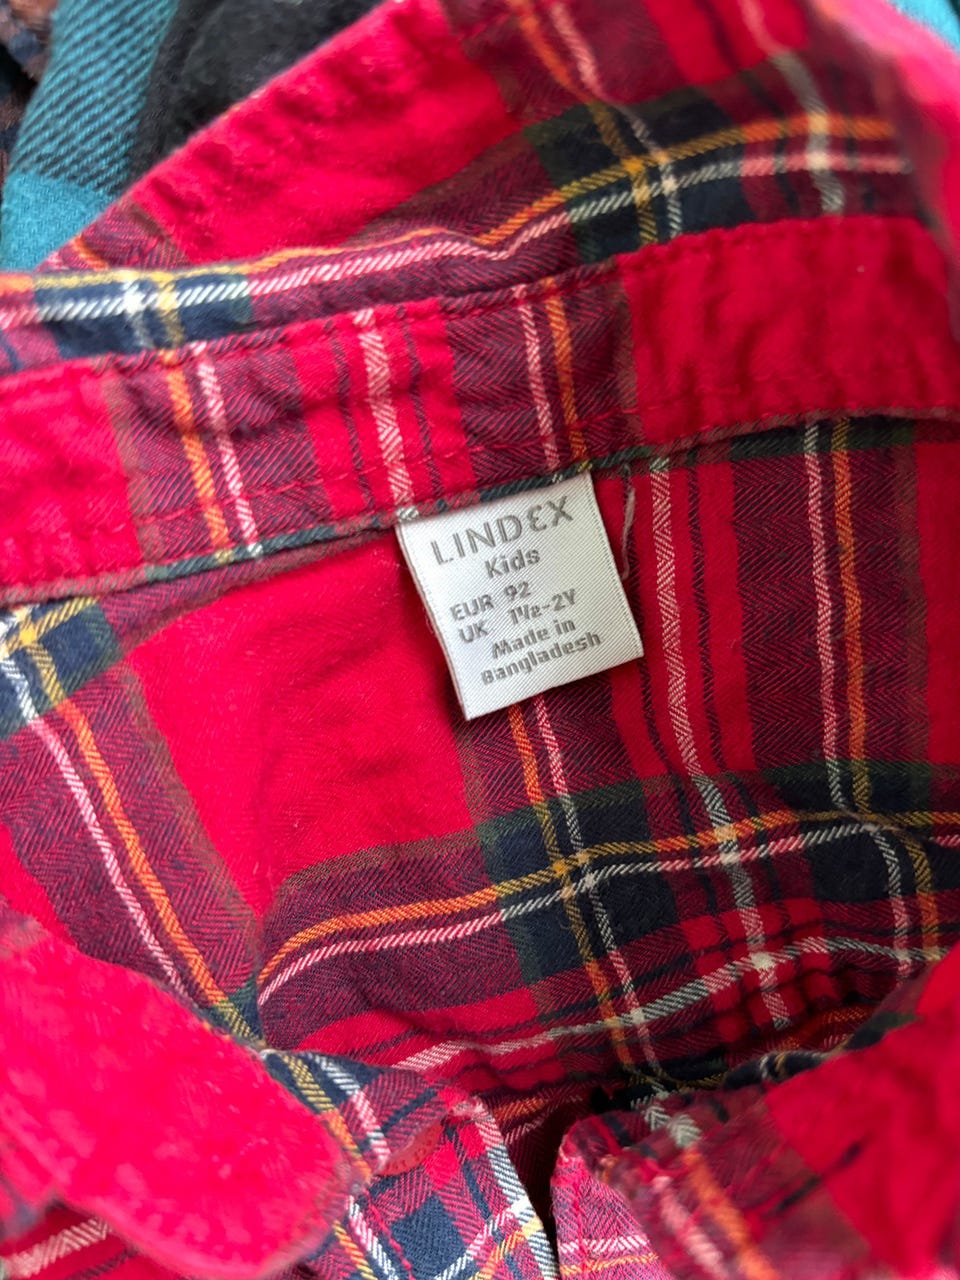 LINDEX
Kids
EUR 92
UK 1½-2Y
Made in
Bangladesh